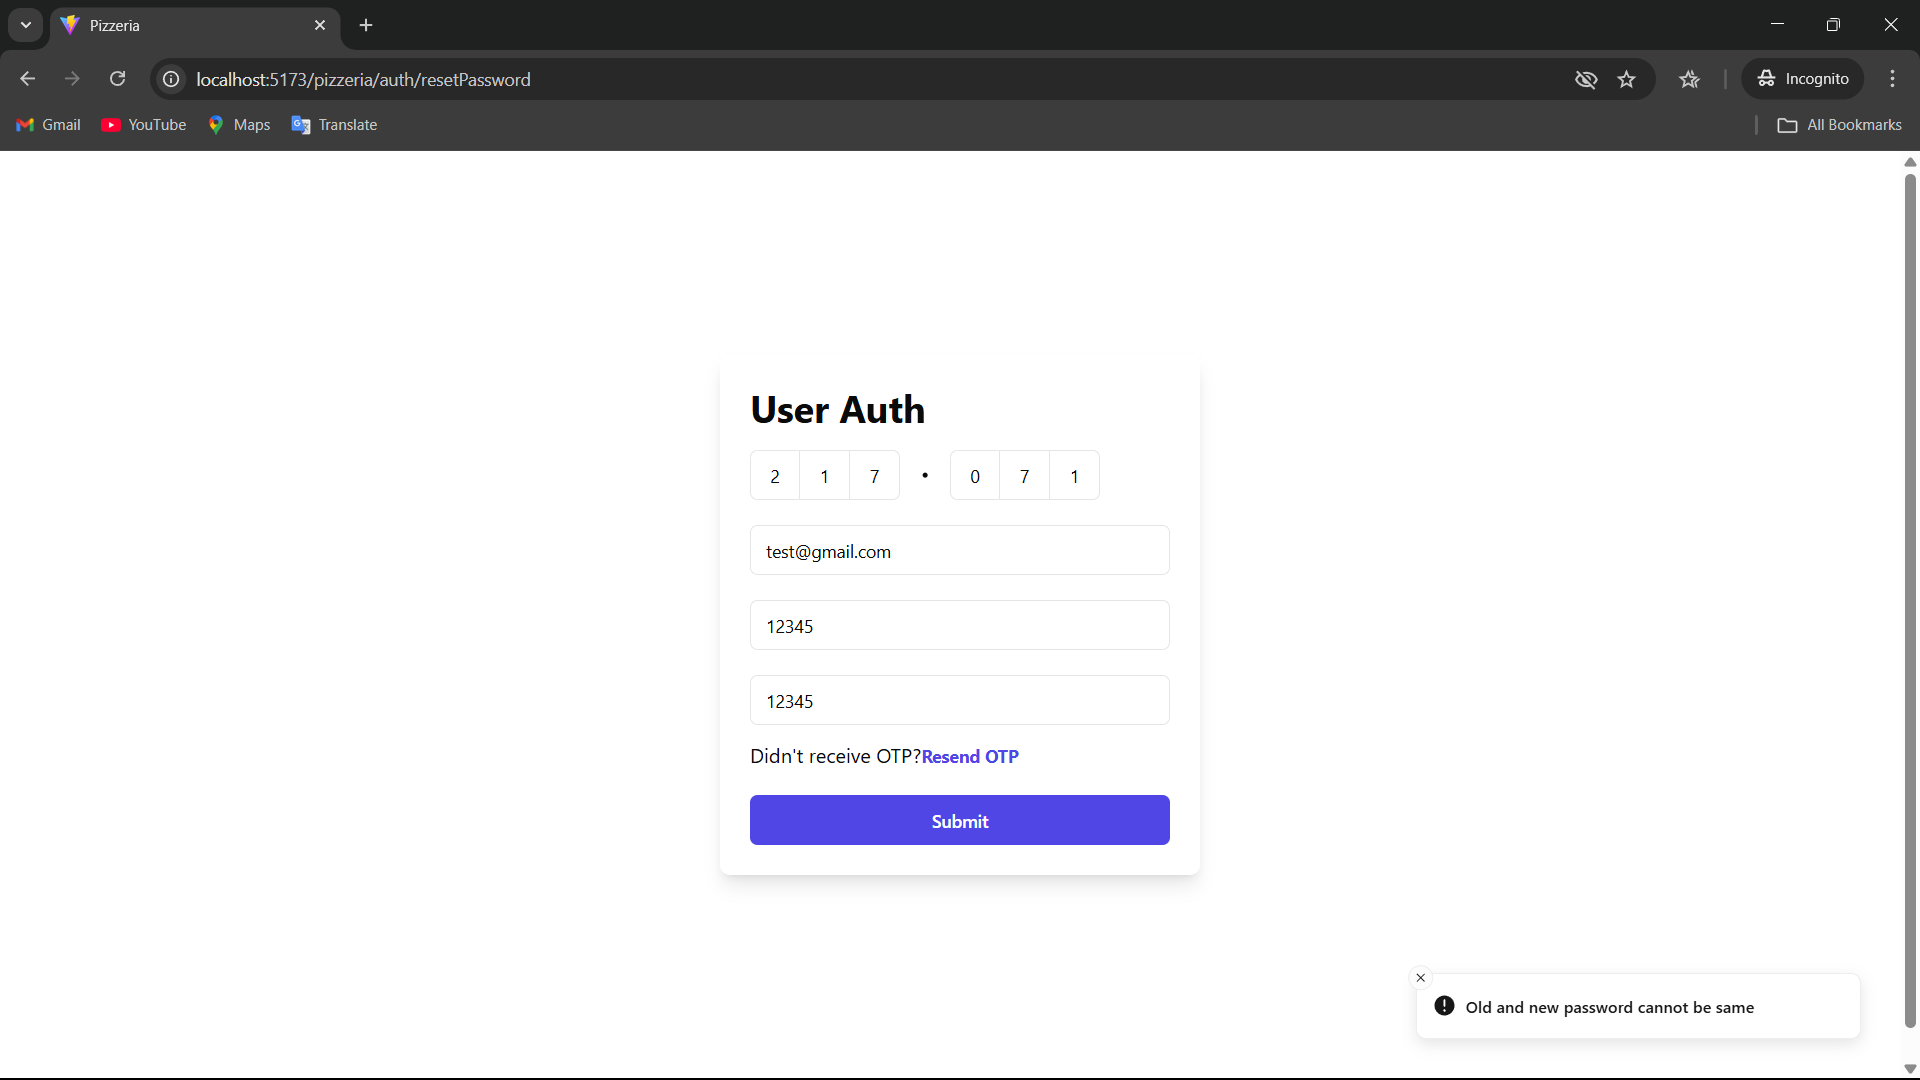 Pizzeria
localhost:5173/pizzeria/auth/resetPassword
Incognito
Gmail
YouTube
Maps
Translate
All Bookmarks
User Auth
2 1 7 • 0 7 1
test@gmail.com
12345
12345
Didn't receive OTP?Resend OTP
Submit
Old and new password cannot be same